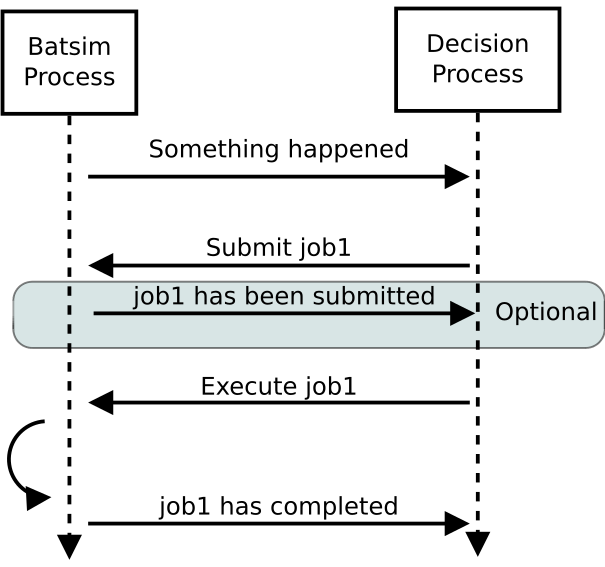 Batsim
Process
Decision
Process
Something happened
Submit job1
job1 has been submitted
Optional
Execute job1
job1 has completed